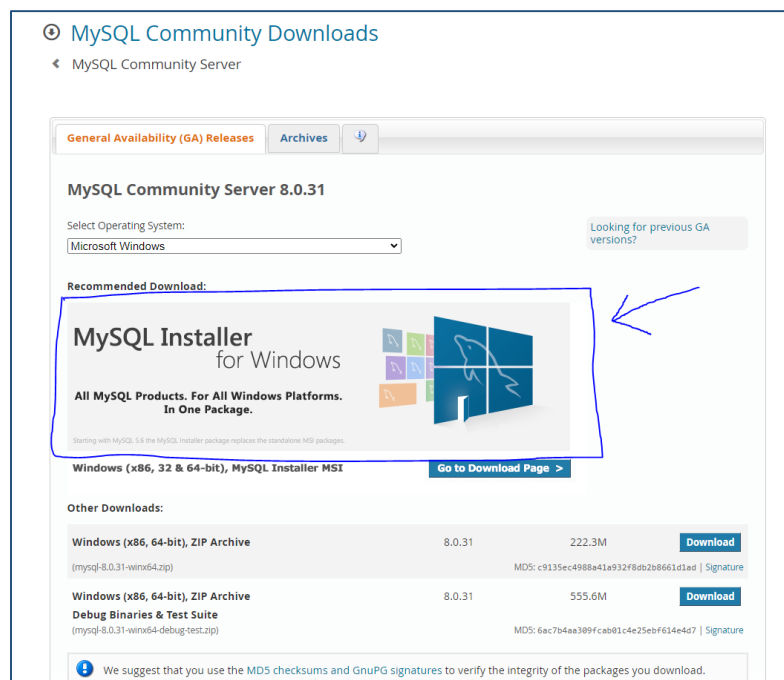 MySQL Community Downloads
MySQL Community Server
General Availability (GA) Releases
Archives
MySQL Community Server 8.0.31
Select Operating System:
Microsoft Windows
Looking for previous GA
versions?
Recommended Download:
MySQL Installer
for Windows
All MySQL Products. For All Windows Platforms.
In One Package.
Starting with MySQL 5.6 the MySQL Installer package replaces the standalone MSI packages.
Windows (x86, 32 & 64-bit), MySQL Installer MSI
Go to Download Page >
Other Downloads:
Windows (x86, 64-bit), ZIP Archive 8.0.31 222.3M Download
(mysql-8.0.31-winx64.zip) MD5: c9135ec4988a41a932f8db2b8661d1ad | Signature
Windows (x86, 64-bit), ZIP Archive 8.0.31 555.6M Download
Debug Binaries & Test Suite
(mysql-8.0.31-winx64-debug-test.zip) MD5: 6ac7b4aa309fcab01c4e25ebf614e4d7 | Signature
We suggest that you use the MD5 checksums and GnuPG signatures to verify the integrity of the packages you download.